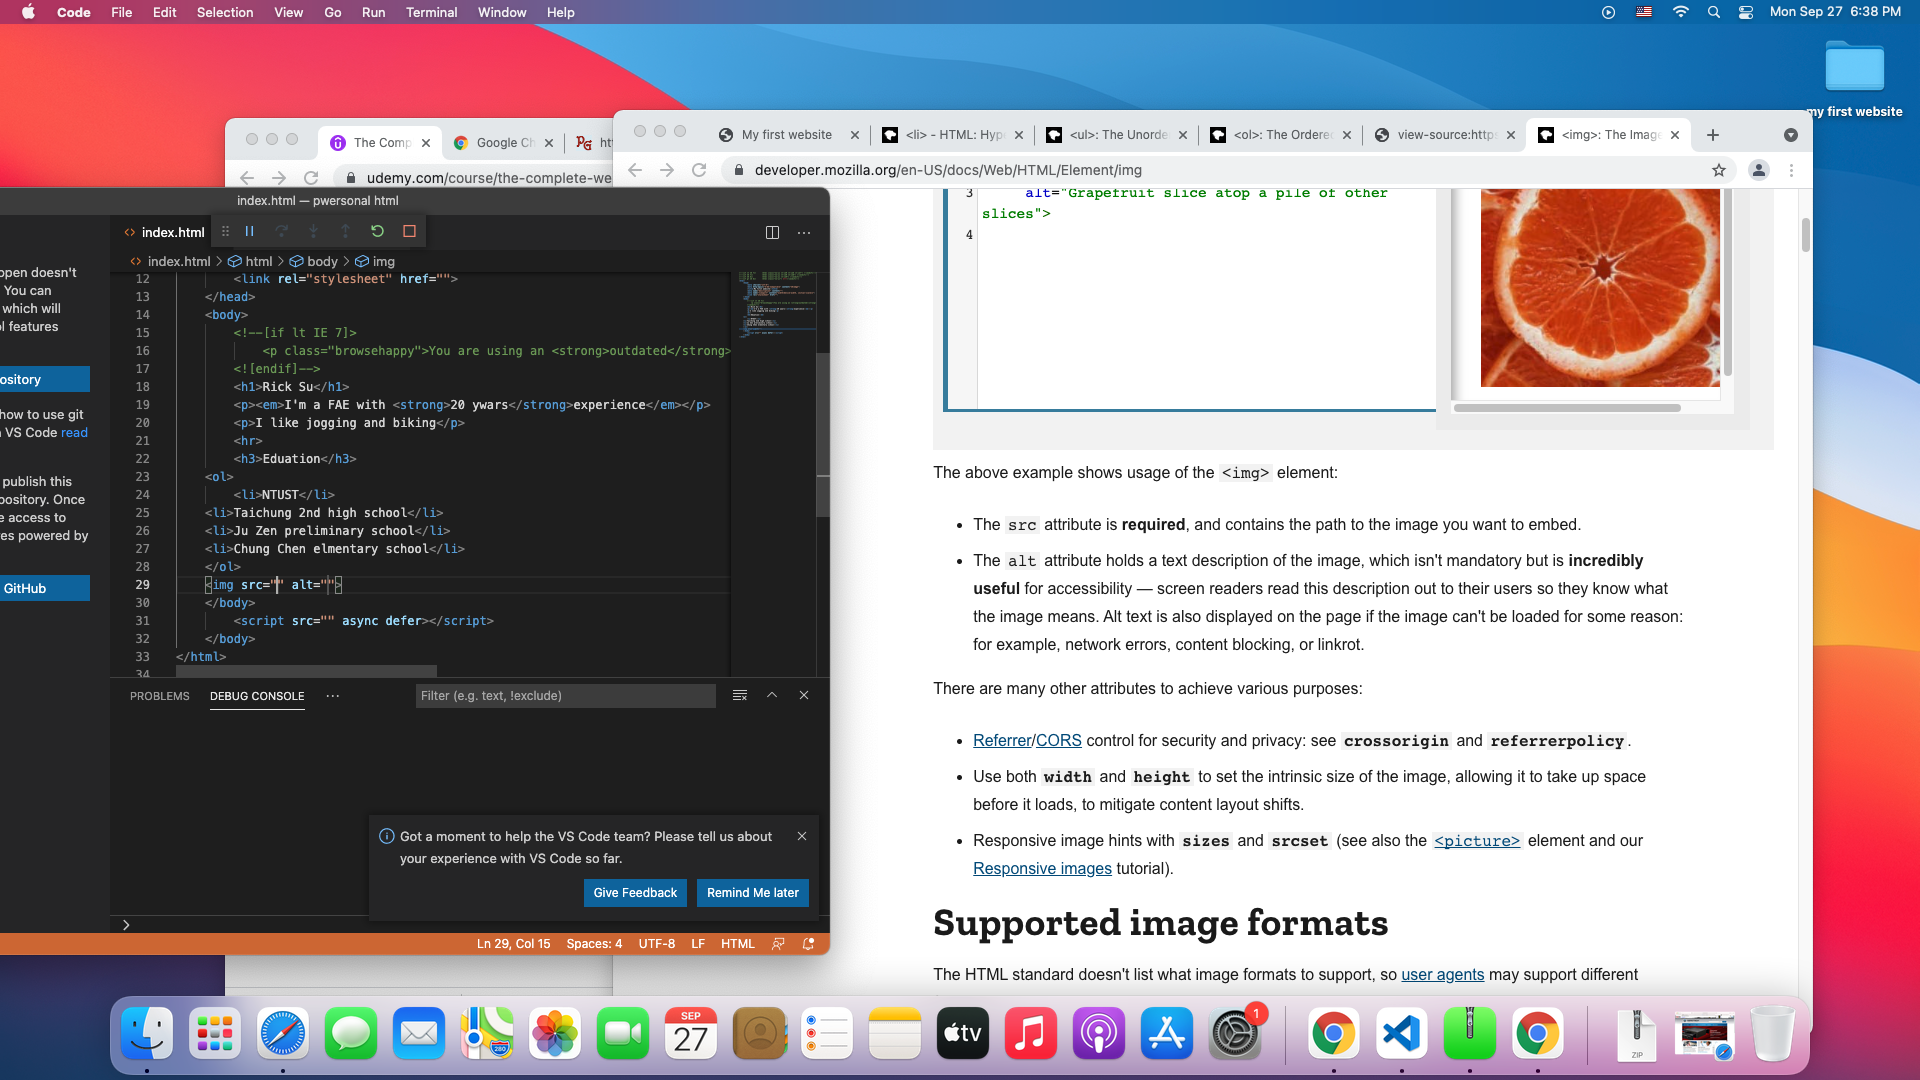 Code File Edit Selection View Go Run Terminal Window Help
Mon Sep 27 6:38 PM
my first website
The Comp
Google Ch
My first website
<li> - HTML: Hyp
<ul>: The Unorde
<ol>: The Ordere
view-source:http
<img>: The Image
udemy.com/course/the-complete-we
developer.mozilla.org/en-US/docs/Web/HTML/Element/img
index.html — pwersonal html
index.html
index.html > html > body > img
open doesn't
You can
which will
l features
ository
how to use git
VS Code read
publish this
pository. Once
e access to
res powered by
GitHub
12 <link rel="stylesheet" href="">
13 </head>
14 <body>
15 <!--[if lt IE 7]>
16 <p class="browsehappy">You are using an <strong>outdated</strong>
17 <![endif]-->
18 <h1>Rick Su</h1>
19 <p><em>I'm a FAE with <strong>20 ywars</strong>experience</em></p>
20 <p>I like jogging and biking</p>
21 <hr>
22 <h3>Eduation</h3>
23 <ol>
24 <li>NTUST</li>
25 <li>Taichung 2nd high school</li>
26 <li>Ju Zen preliminary school</li>
27 <li>Chung Chen elmentary school</li>
28 </ol>
29 <img src="" alt="">
30 </body>
31 <script src="" async defer></script>
32 </body>
33 </html>
34
PROBLEMS DEBUG CONSOLE
Filter (e.g. text, !exclude)
Got a moment to help the VS Code team? Please tell us about
your experience with VS Code so far.
Give Feedback Remind Me later
Ln 29, Col 15 Spaces: 4 UTF-8 LF HTML
3 alt="Grapefruit slice atop a pile of other
slices">
4
The above example shows usage of the <img> element:
• The src attribute is required, and contains the path to the image you want to embed.
• The alt attribute holds a text description of the image, which isn't mandatory but is incredibly
useful for accessibility — screen readers read this description out to their users so they know what
the image means. Alt text is also displayed on the page if the image can't be loaded for some reason:
for example, network errors, content blocking, or linkrot.
There are many other attributes to achieve various purposes:
• Referrer/CORS control for security and privacy: see crossorigin and referrerpolicy.
• Use both width and height to set the intrinsic size of the image, allowing it to take up space
before it loads, to mitigate content layout shifts.
• Responsive image hints with sizes and srcset (see also the <picture> element and our
Responsive images tutorial).
Supported image formats
The HTML standard doesn't list what image formats to support, so user agents may support different
280
SEP
27
tv
1
ZIP